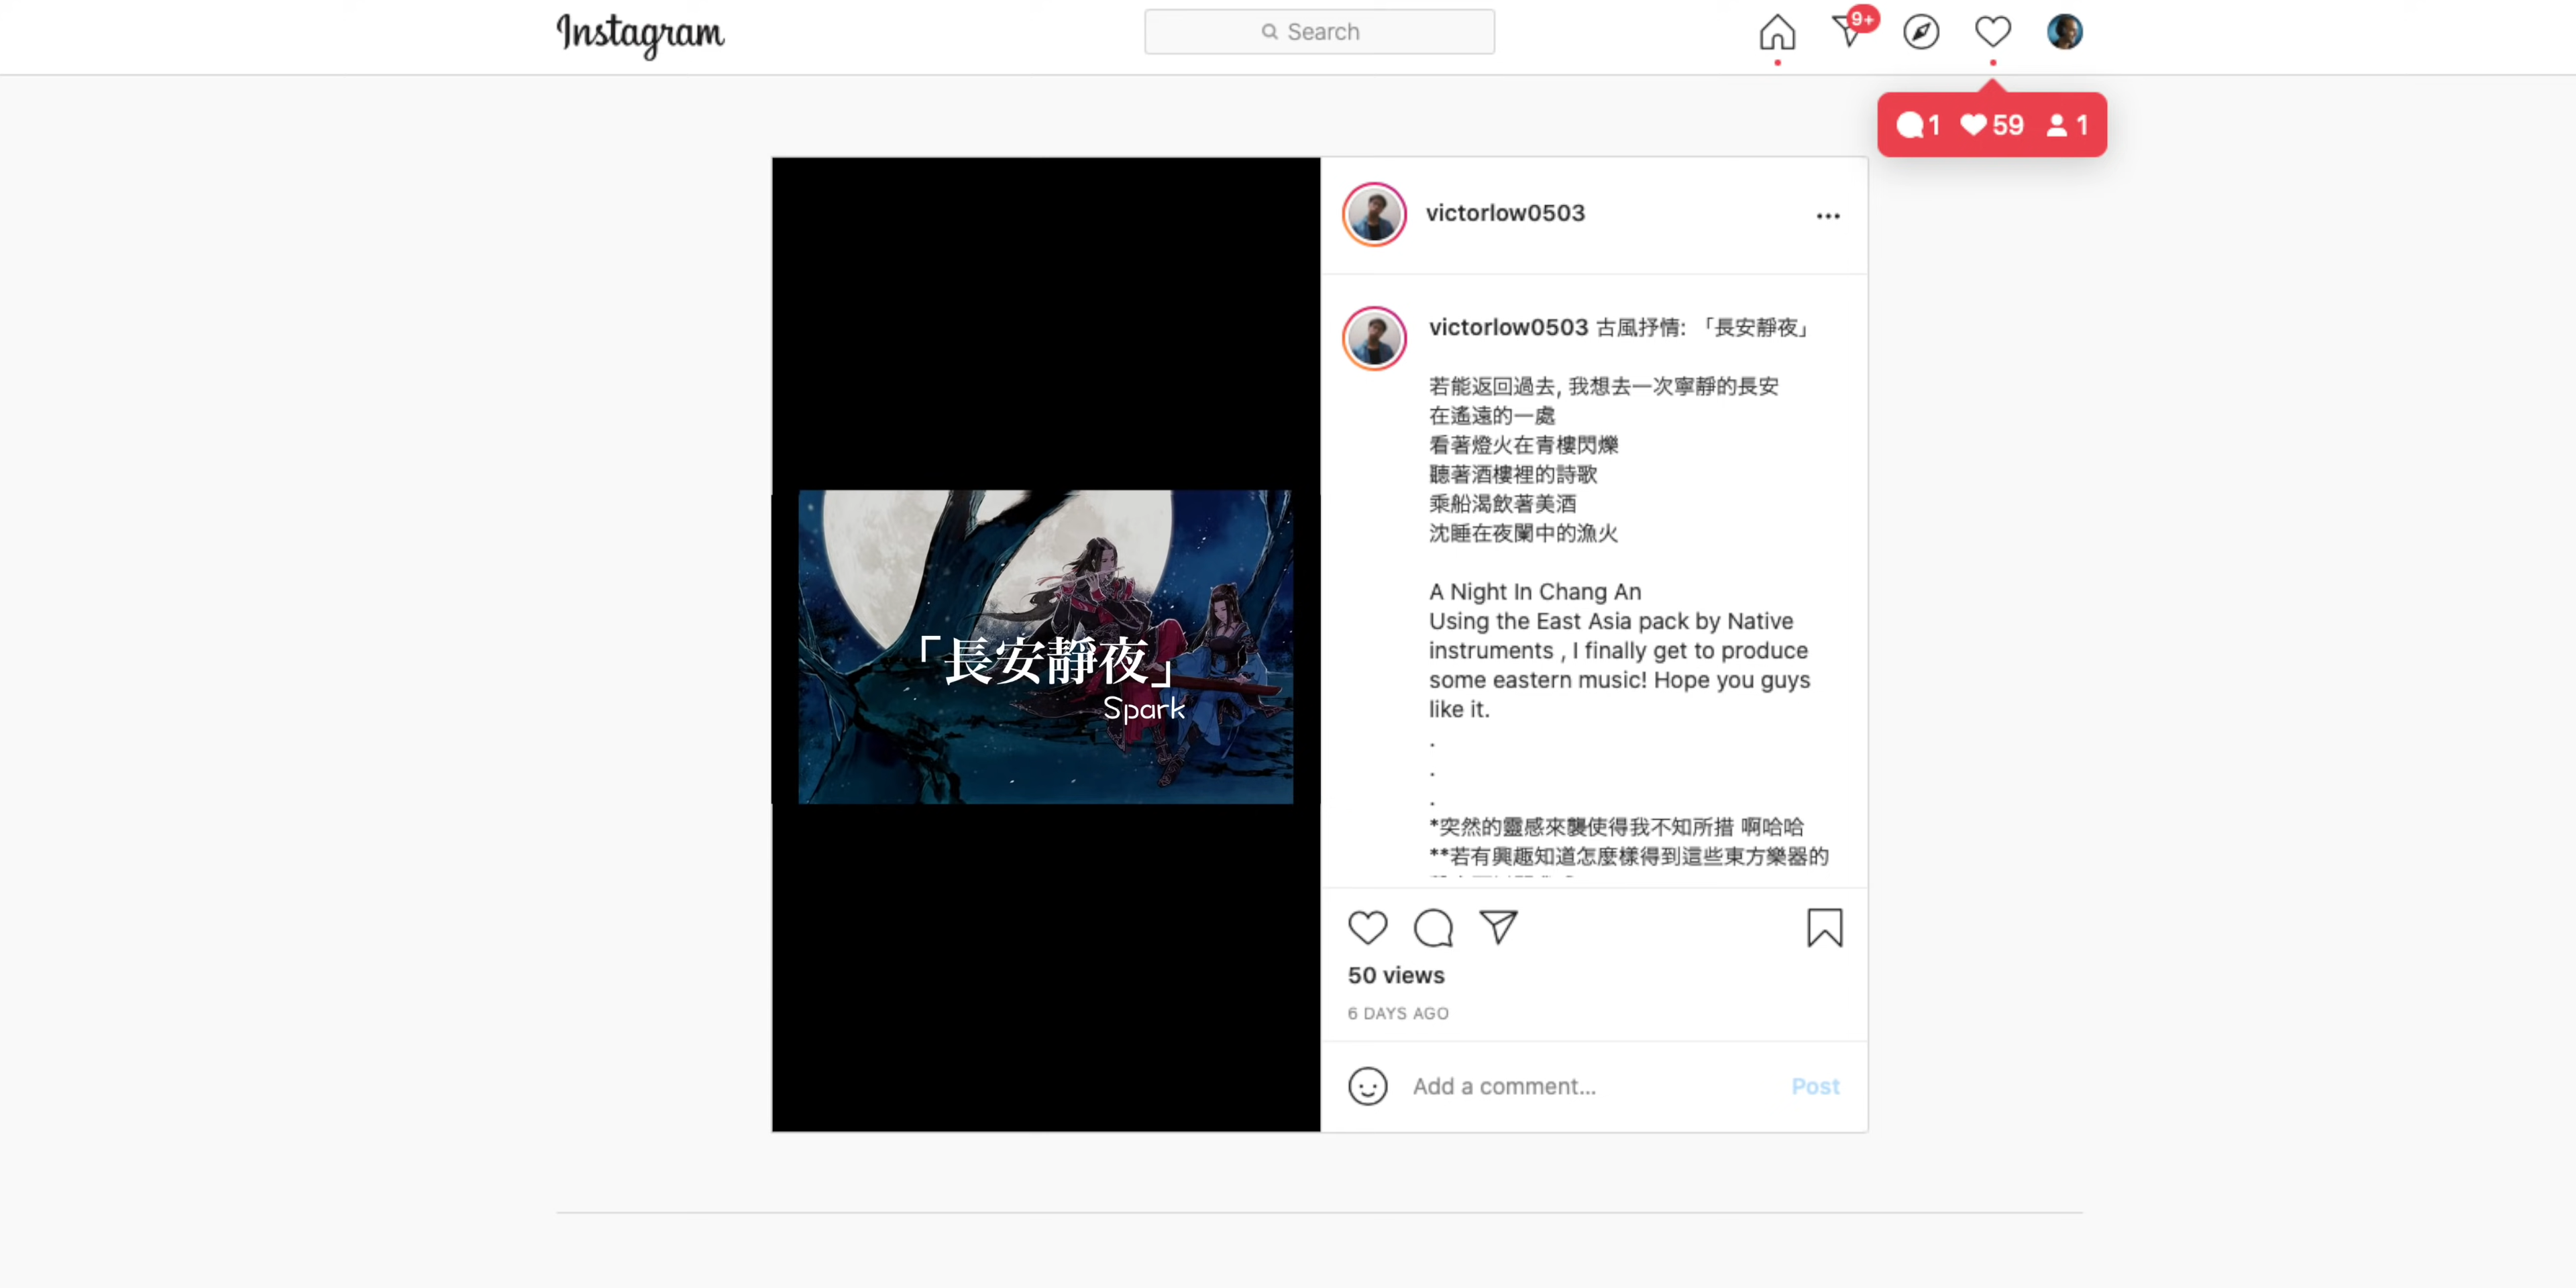 Instagram
Search
9+
1 59 1
victorlow0503
victorlow0503 古風抒情: 「長安靜夜」
若能返回過去, 我想去一次寧靜的長安
在遙遠的一處
看著燈火在青樓閃爍
聽著酒樓裡的詩歌
乘船渴飲著美酒
沈睡在夜闌中的漁火
A Night In Chang An
Using the East Asia pack by Native
instruments , I finally get to produce
some eastern music! Hope you guys
like it.
.
.
.
*突然的靈感來襲使得我不知所措 啊哈哈
**若有興趣知道怎麼樣得到這些東方樂器的
「長安靜夜」
Spark
50 views
6 DAYS AGO
Add a comment...
Post